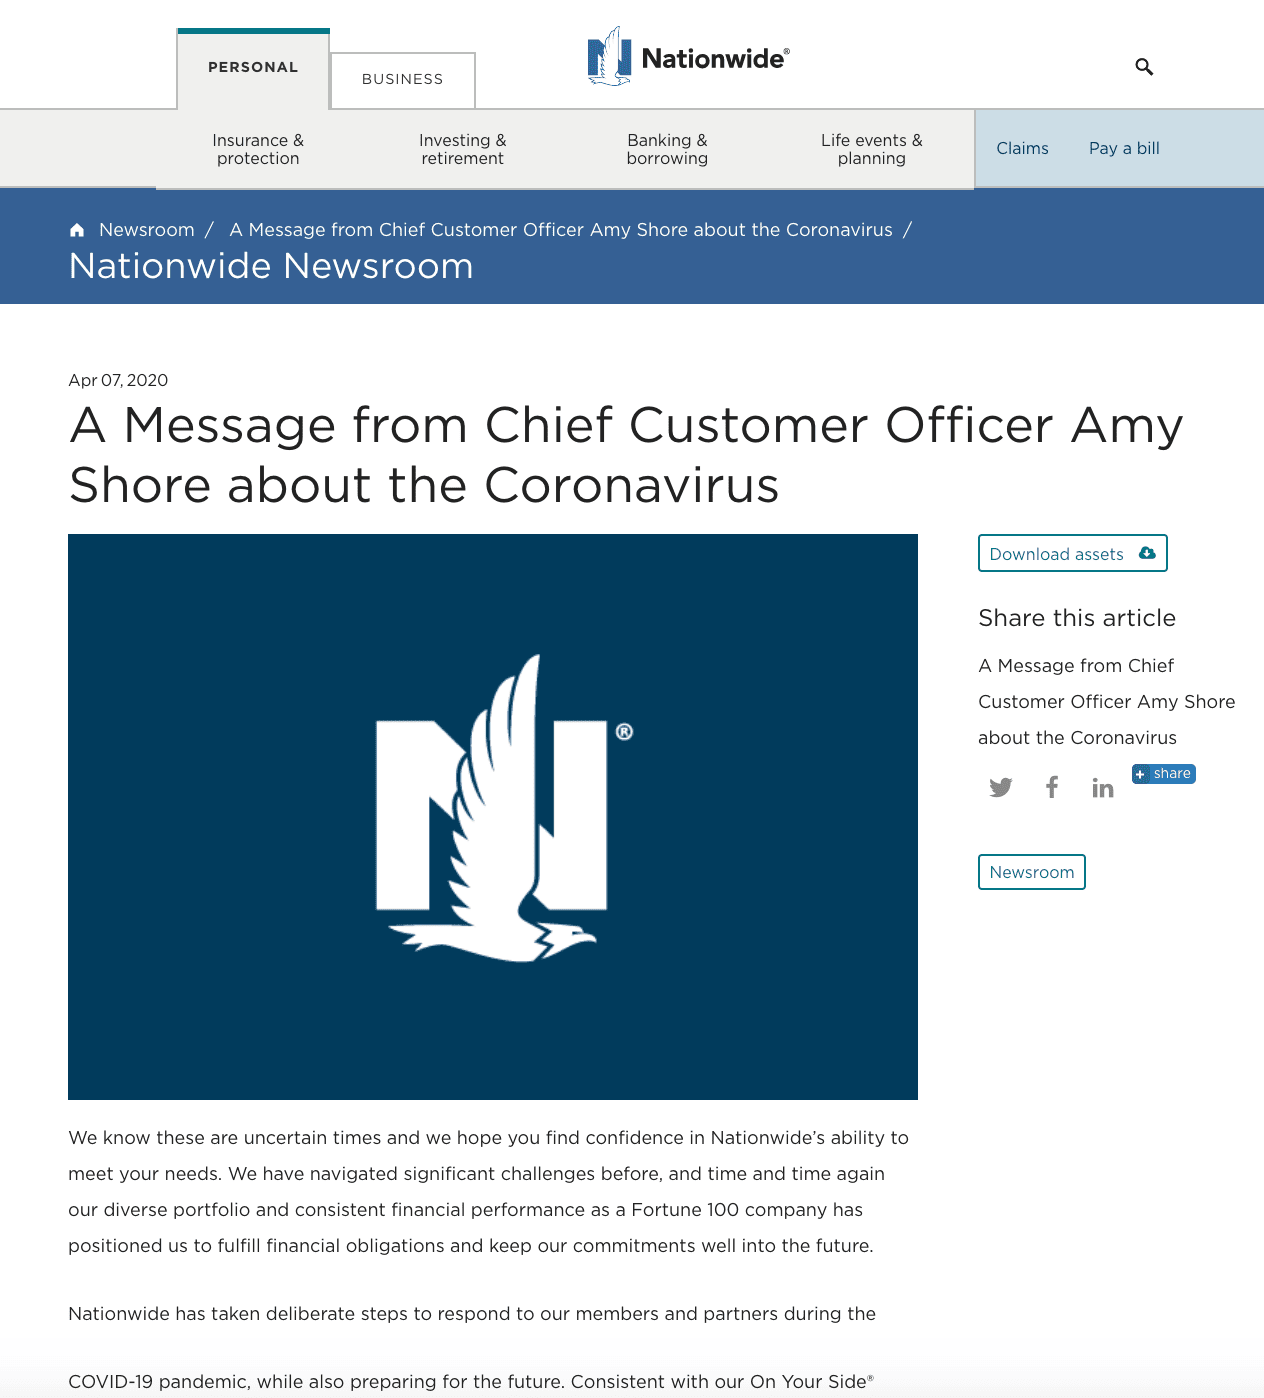 PERSONAL
BUSINESS
Nationwide®
Insurance &
protection
Investing &
retirement
Banking &
borrowing
Life events &
planning
Claims
Pay a bill
Newsroom / A Message from Chief Customer Officer Amy Shore about the Coronavirus /
Nationwide Newsroom
Apr 07, 2020
A Message from Chief Customer Officer Amy
Shore about the Coronavirus
®
Download assets
Share this article
A Message from Chief
Customer Officer Amy Shore
about the Coronavirus
share
Newsroom
We know these are uncertain times and we hope you find confidence in Nationwide’s ability to
meet your needs. We have navigated significant challenges before, and time and time again
our diverse portfolio and consistent financial performance as a Fortune 100 company has
positioned us to fulfill financial obligations and keep our commitments well into the future.
Nationwide has taken deliberate steps to respond to our members and partners during the
COVID-19 pandemic, while also preparing for the future. Consistent with our On Your Side®